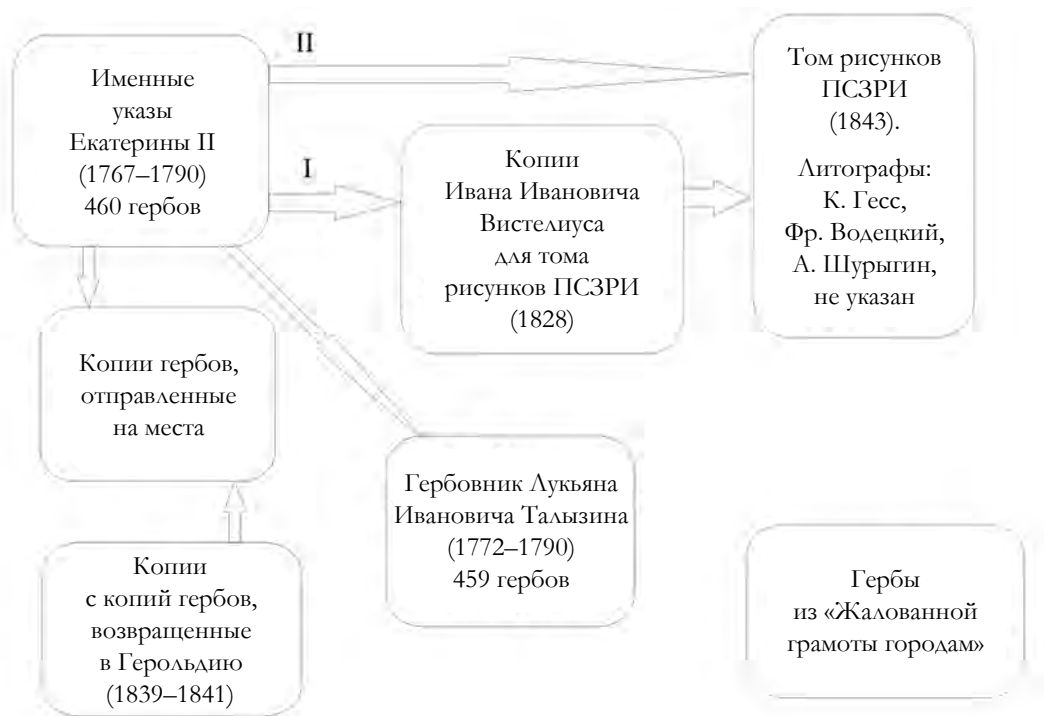 II
Именные
указы
Екатерины II
(1767–1790)
460 гербов
I
Копии
Ивана Ивановича
Вистелиуса
для тома
рисунков ПСЗРИ
(1828)
Том рисунков
ПСЗРИ
(1843).
Литографы:
К. Гесс,
Фр. Водецкий,
А. Шурыгин,
не указан
Копии гербов,
отправленные
на места
Гербовник Лукьяна
Ивановича Талызина
(1772–1790)
459 гербов
Копии
с копий гербов,
возвращенные
в Герольдию
(1839–1841)
Гербы
из «Жалованной
грамоты городам»